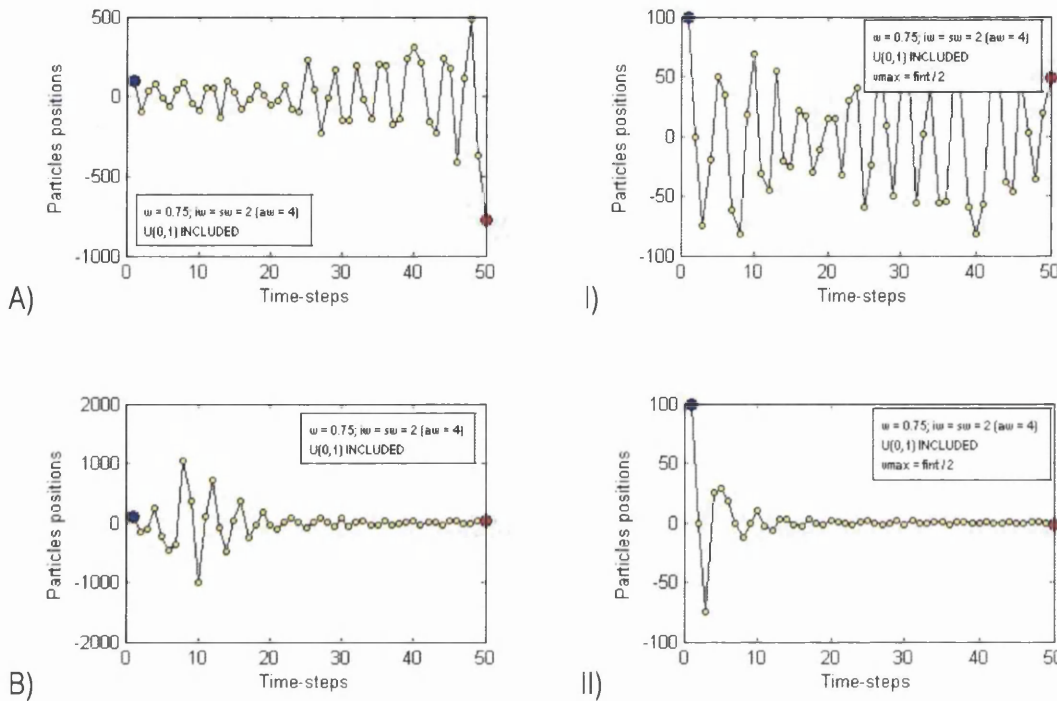 500
0
-500
-1000
Particles positions
w = 0.75; iw = sw = 2 (aw = 4)
U(0,1) INCLUDED
0 10 20 30 40 50
Time-steps
A)
100
50
0
-50
-100
Particles positions
w = 0.75; iw = sw = 2 (aw = 4)
U(0,1) INCLUDED
vmax = fint / 2
0 10 20 30 40 50
Time-steps
I)
2000
1000
0
-1000
-2000
Particles positions
w = 0.75; iw = sw = 2 (aw = 4)
U(0,1) INCLUDED
0 10 20 30 40 50
Time-steps
B)
100
50
0
-50
-100
Particles positions
w = 0.75; iw = sw = 2 (aw = 4)
U(0,1) INCLUDED
vmax = fint / 2
0 10 20 30 40 50
Time-steps
II)